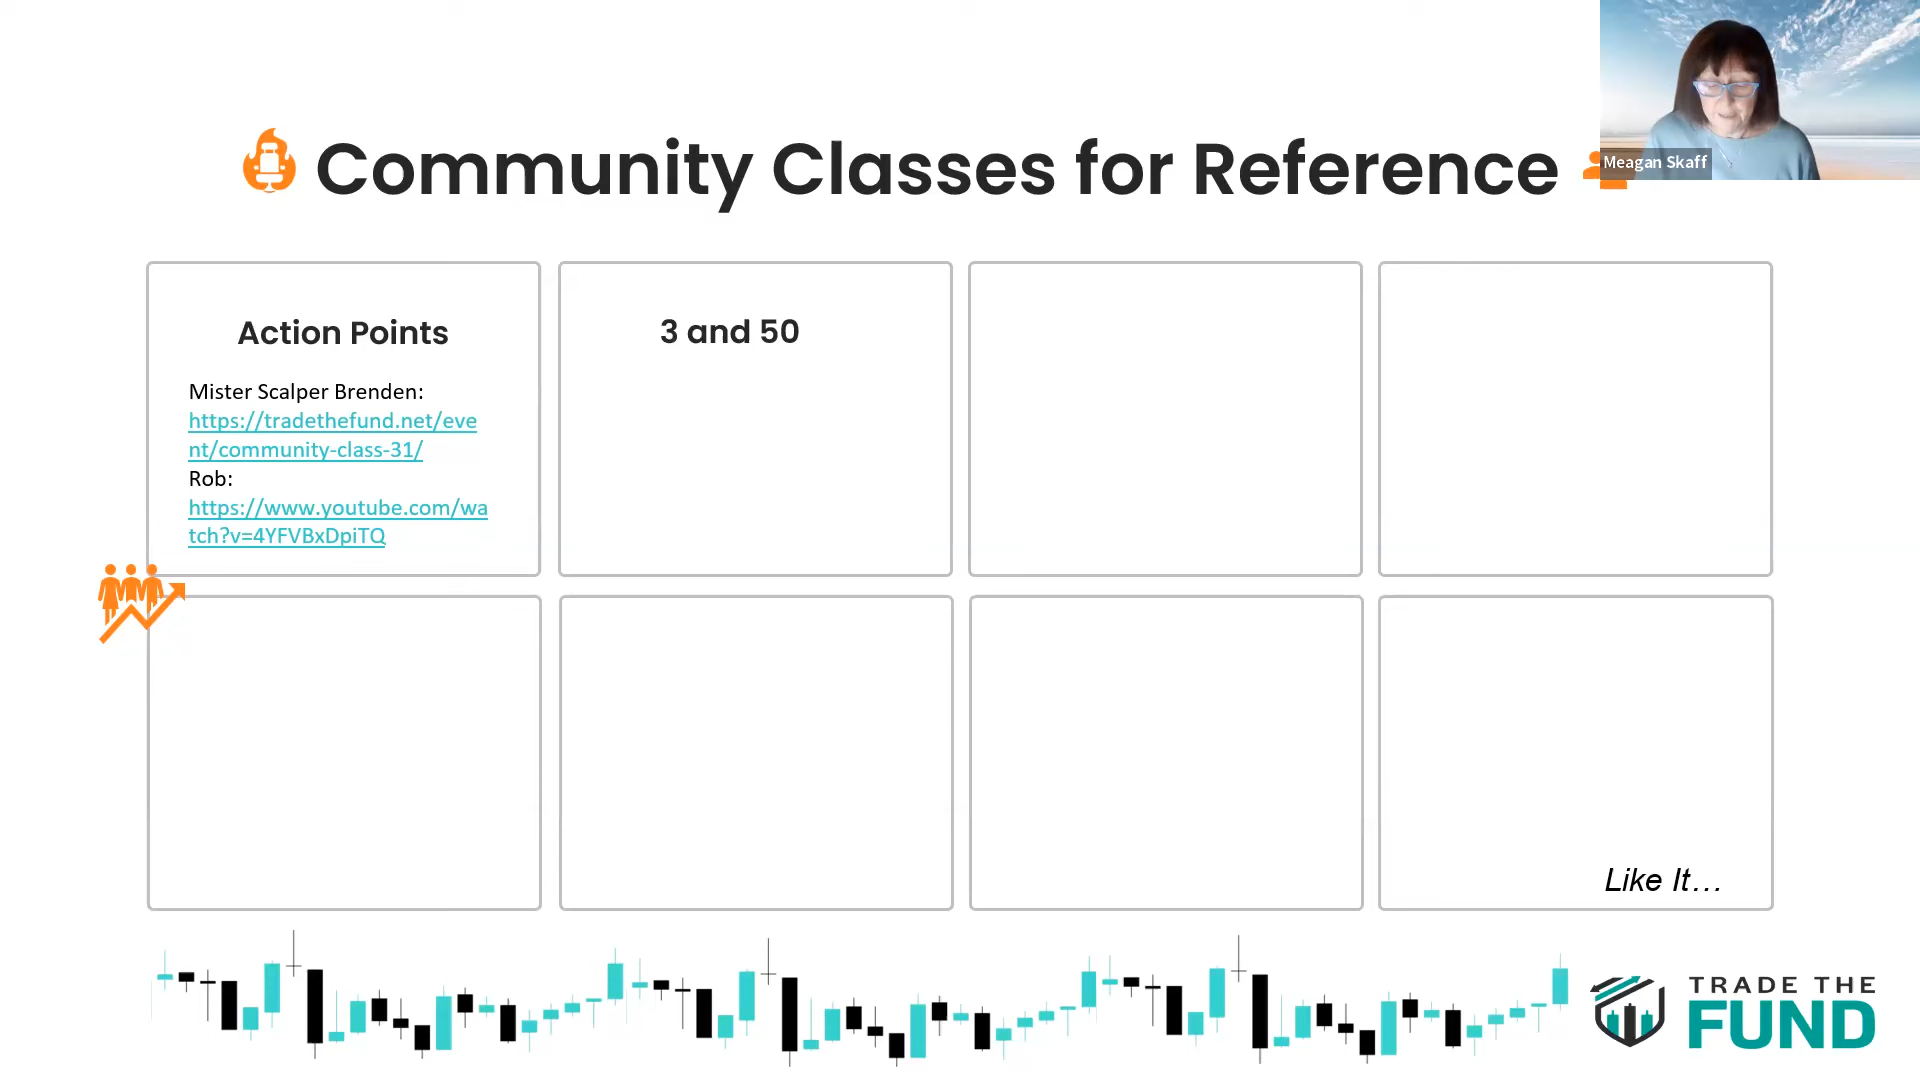 Community Classes for Reference
Meagan Skaff
Action Points
Mister Scalper Brenden:
https://tradethefund.net/eve
nt/community-class-31/
Rob:
https://www.youtube.com/wa
tch?v=4YFVBxDpiTQ
3 and 50
Like It...
TRADE THE
FUND